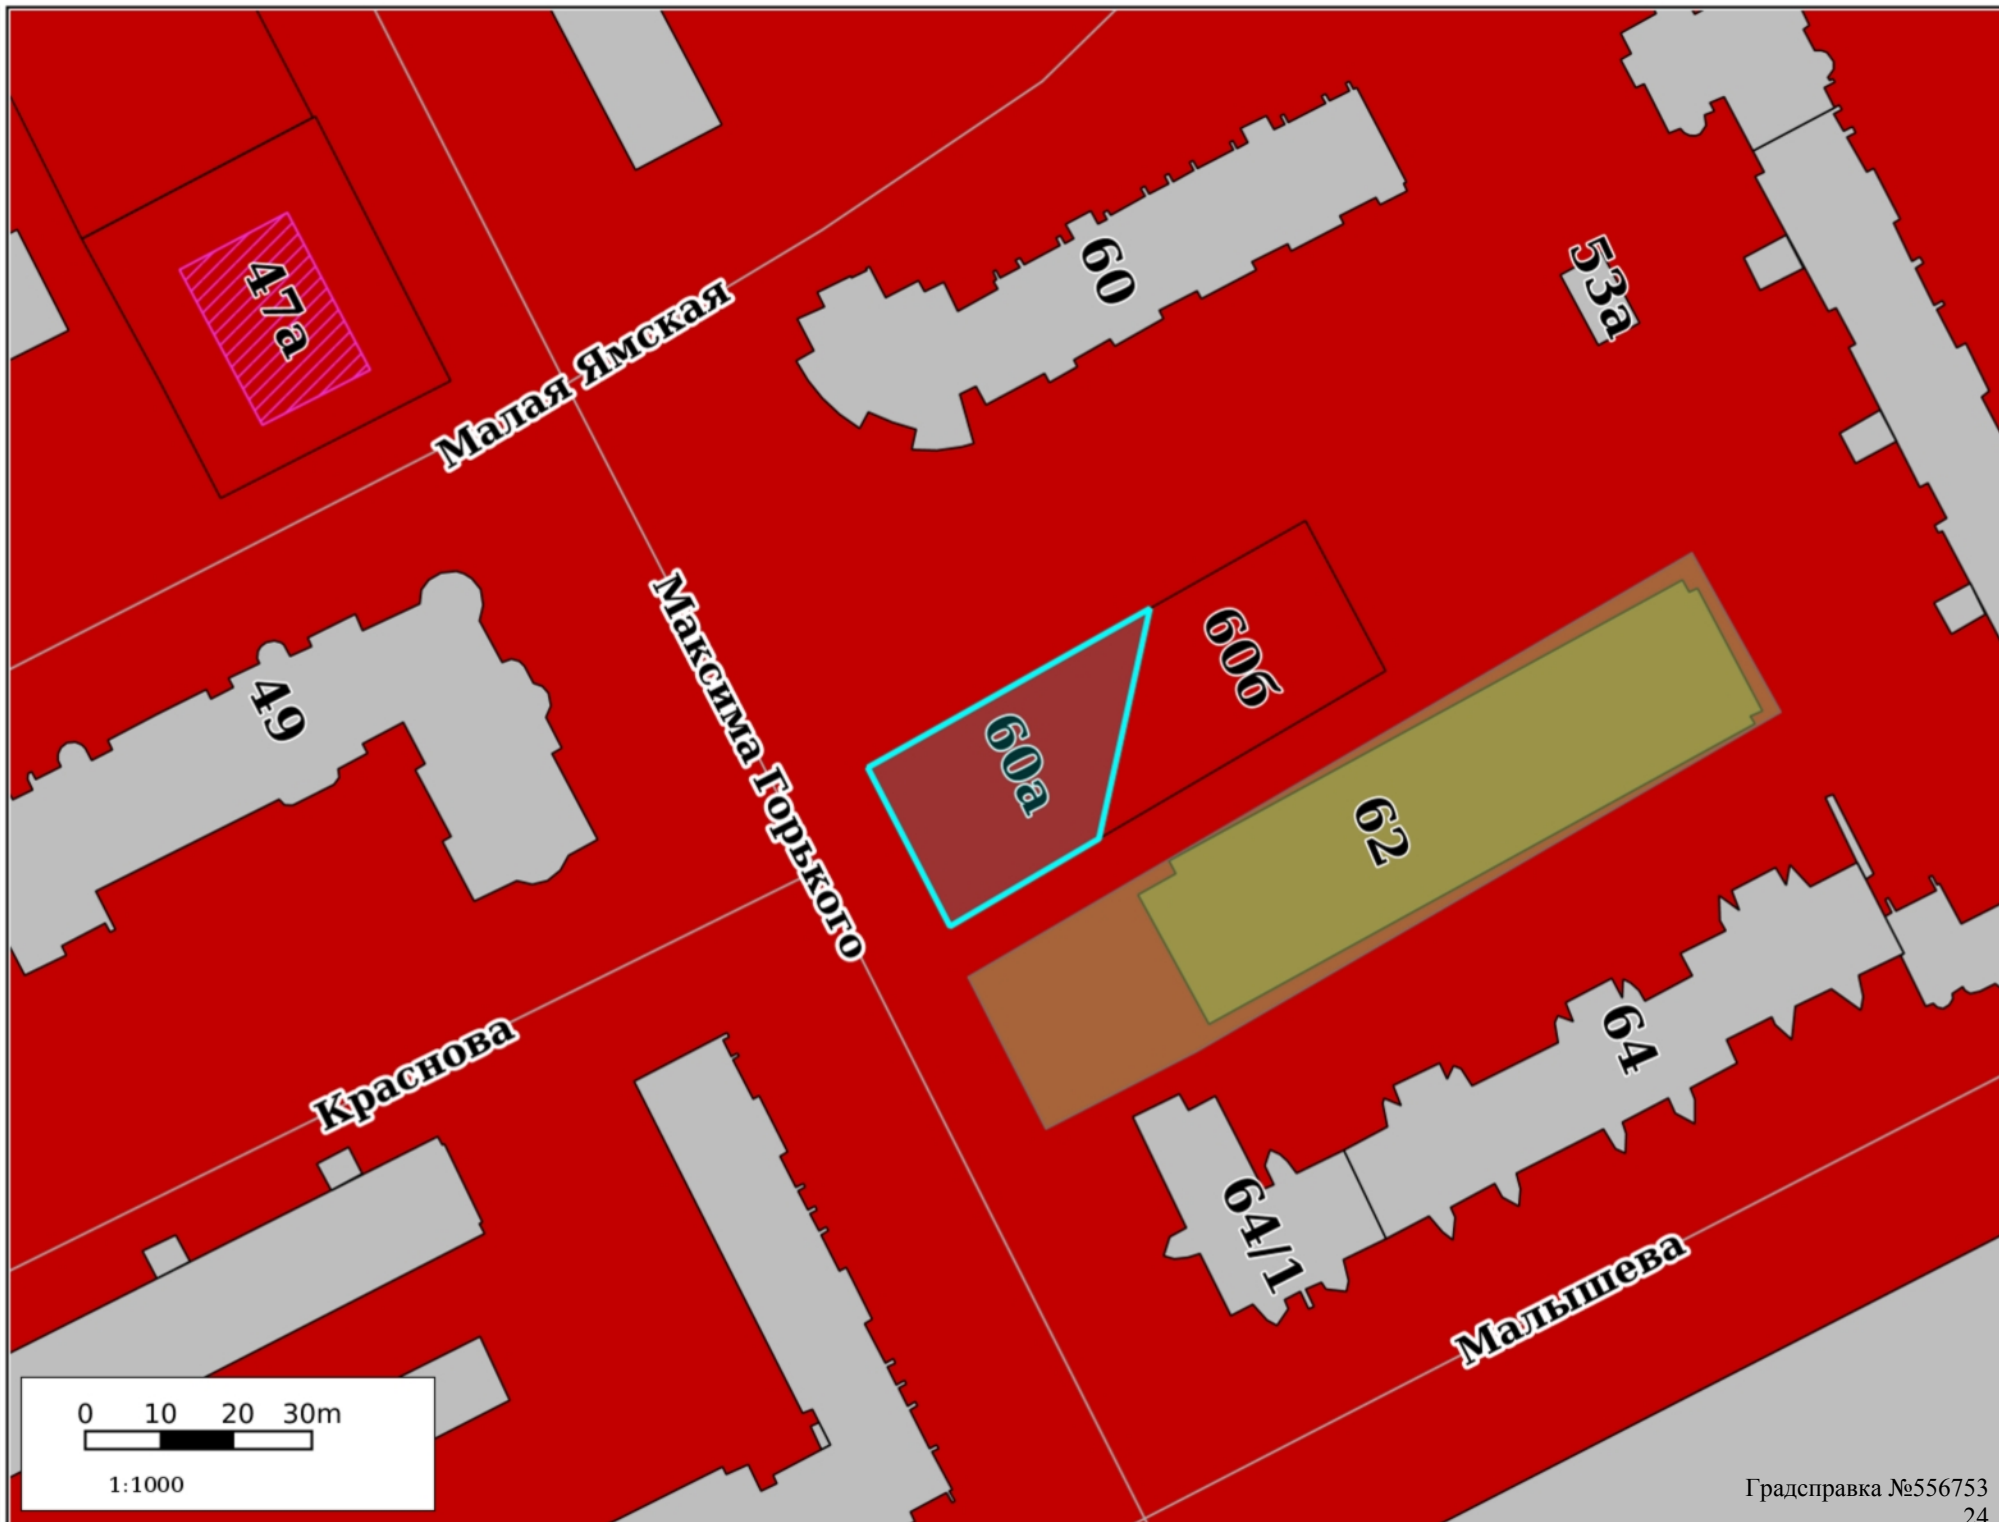 60
53а
47а
Малая Ямская
60б
Максима Горького
49
60а
62
64
Краснова
64/1
Малышева
0 10 20 30m
1:1000
Градсправка №556753
24